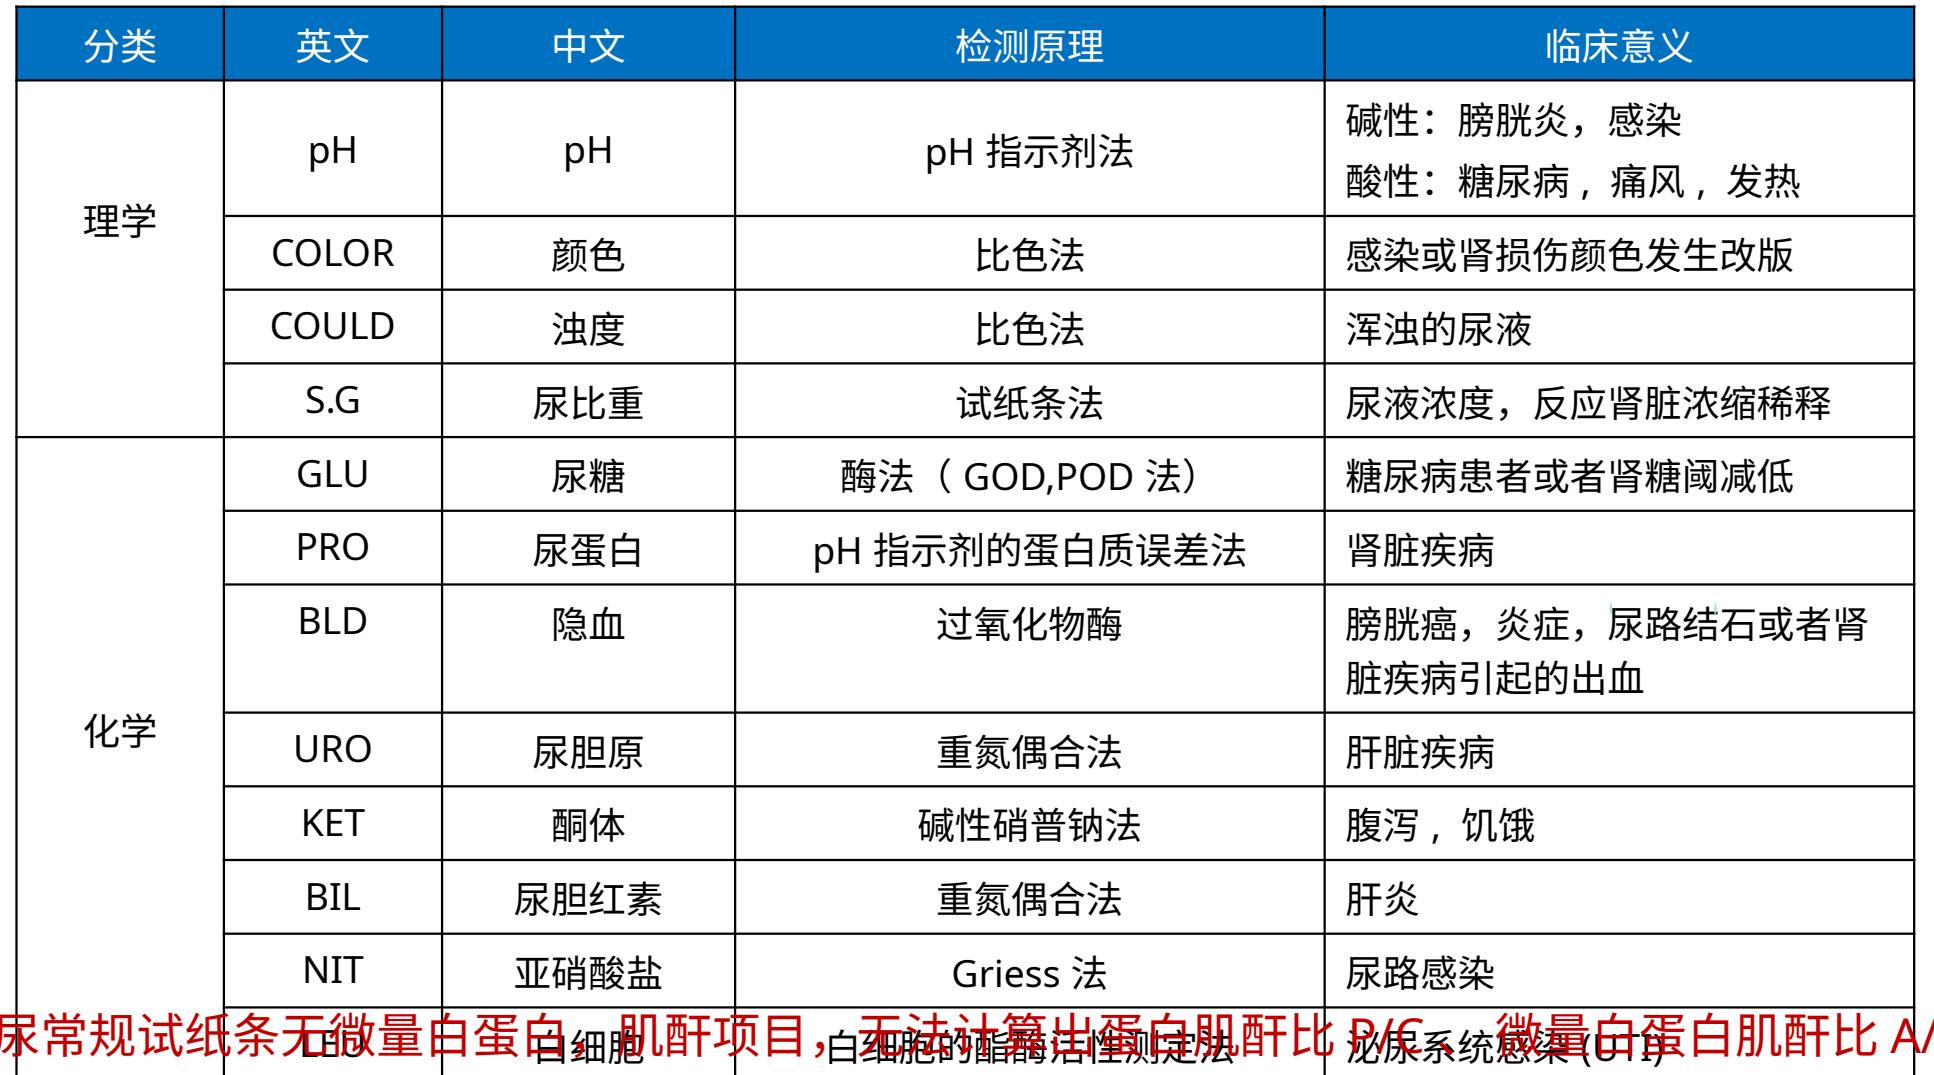 分类 英文 中文 检测原理 临床意义
理学
pH pH pH 指示剂法 碱性：膀胱炎，感染
酸性：糖尿病，痛风，发热
COLOR 颜色 比色法 感染或肾损伤颜色发生改版
COULD 浊度 比色法 浑浊的尿液
S.G 尿比重 试纸条法 尿液浓度，反应肾脏浓缩稀释
化学
GLU 尿糖 酶法（ GOD,POD 法） 糖尿病患者或者肾糖阈减低
PRO 尿蛋白 pH 指示剂的蛋白质误差法 肾脏疾病
BLD 隐血 过氧化物酶 膀胱癌，炎症，尿路结石或者肾
脏疾病引起的出血
URO 尿胆原 重氮偶合法 肝脏疾病
KET 酮体 碱性硝普钠法 腹泻，饥饿
BIL 尿胆红素 重氮偶合法 肝炎
NIT 亚硝酸盐 Griess 法 尿路感染
LEU 白细胞 白细胞的酯酶活性测定法 泌尿系统感染 (UTI)
尿常规试纸条无微量白蛋白，肌酐项目，无法计算出蛋白肌酐比 P/C、微量白蛋白肌酐比 A/